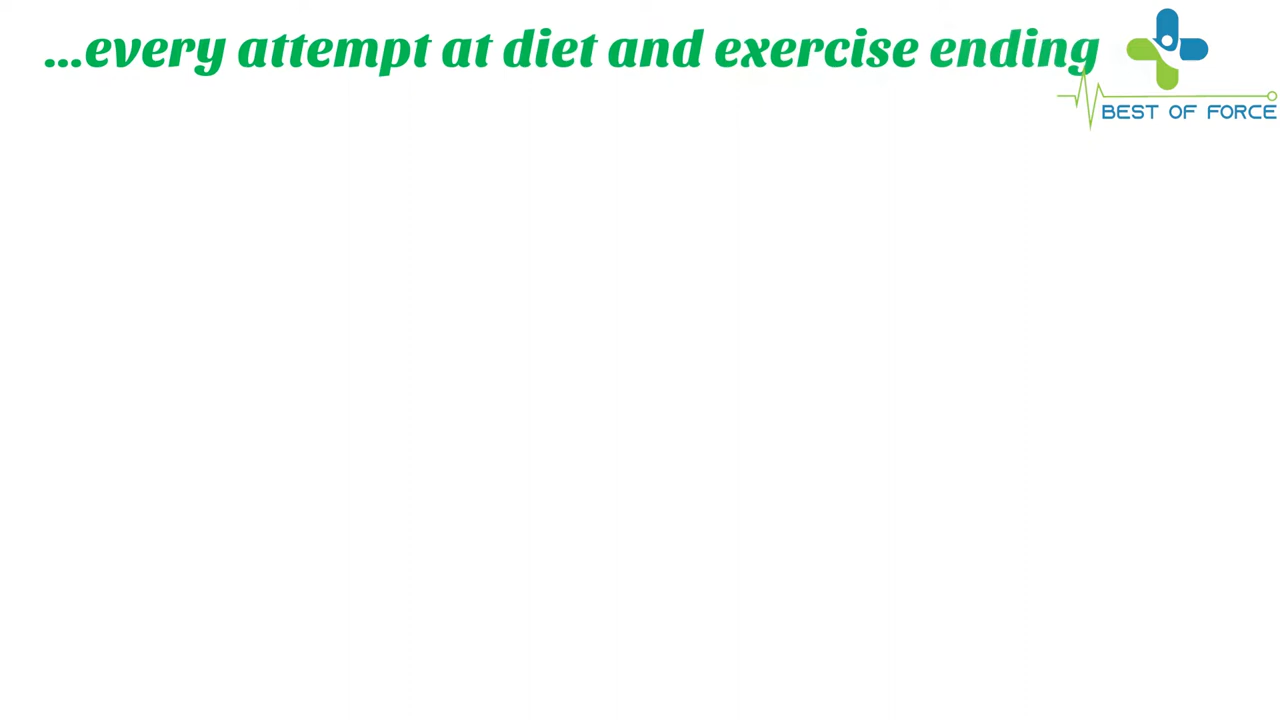 ...every attempt at diet and exercise ending
BEST OF FORCE